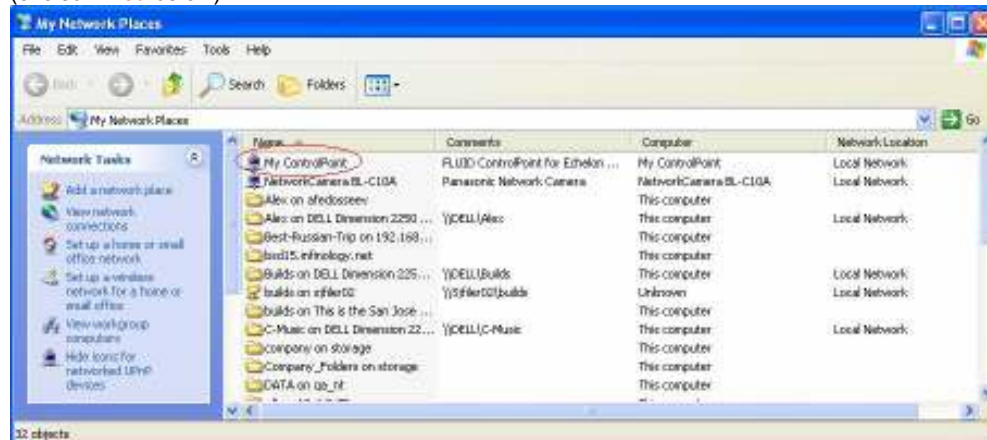 My Network Places
File Edit View Favorites Tools Help
Back Search Folders
Address My Network Places Go
Name Comments Computer Network Location
Network Tasks
Add a network place
View network connections
Set up a home or small office network
Set up a wireless network for a home or small office
View workgroup computers
Hide icons for networked UPnP devices
My ControlPoint FLUID ControlPoint for Echelon ... My ControlPoint Local Network
NetworkCamera BL-C10A Panasonic Network Camera NetworkCamera BL-C10A Local Network
Alex on afedosseev This computer
Alex on DELL Dimension 2250 ... \\DELL\Alex This computer Local Network
Best-Russian-Trip on 192.168... This computer
This computer
Builds on DELL Dimension 225... \\DELL\Builds This computer Local Network
builds on sjfiler02 \\Sjfiler02\builds Unknown Local Network
builds on This is the San Jose ... This computer
C-Music on DELL Dimension 22... \\DELL\C-Music This computer Local Network
company on storage This computer
Company_Folders on storage This computer
DATA on qa_nt This computer
32 objects